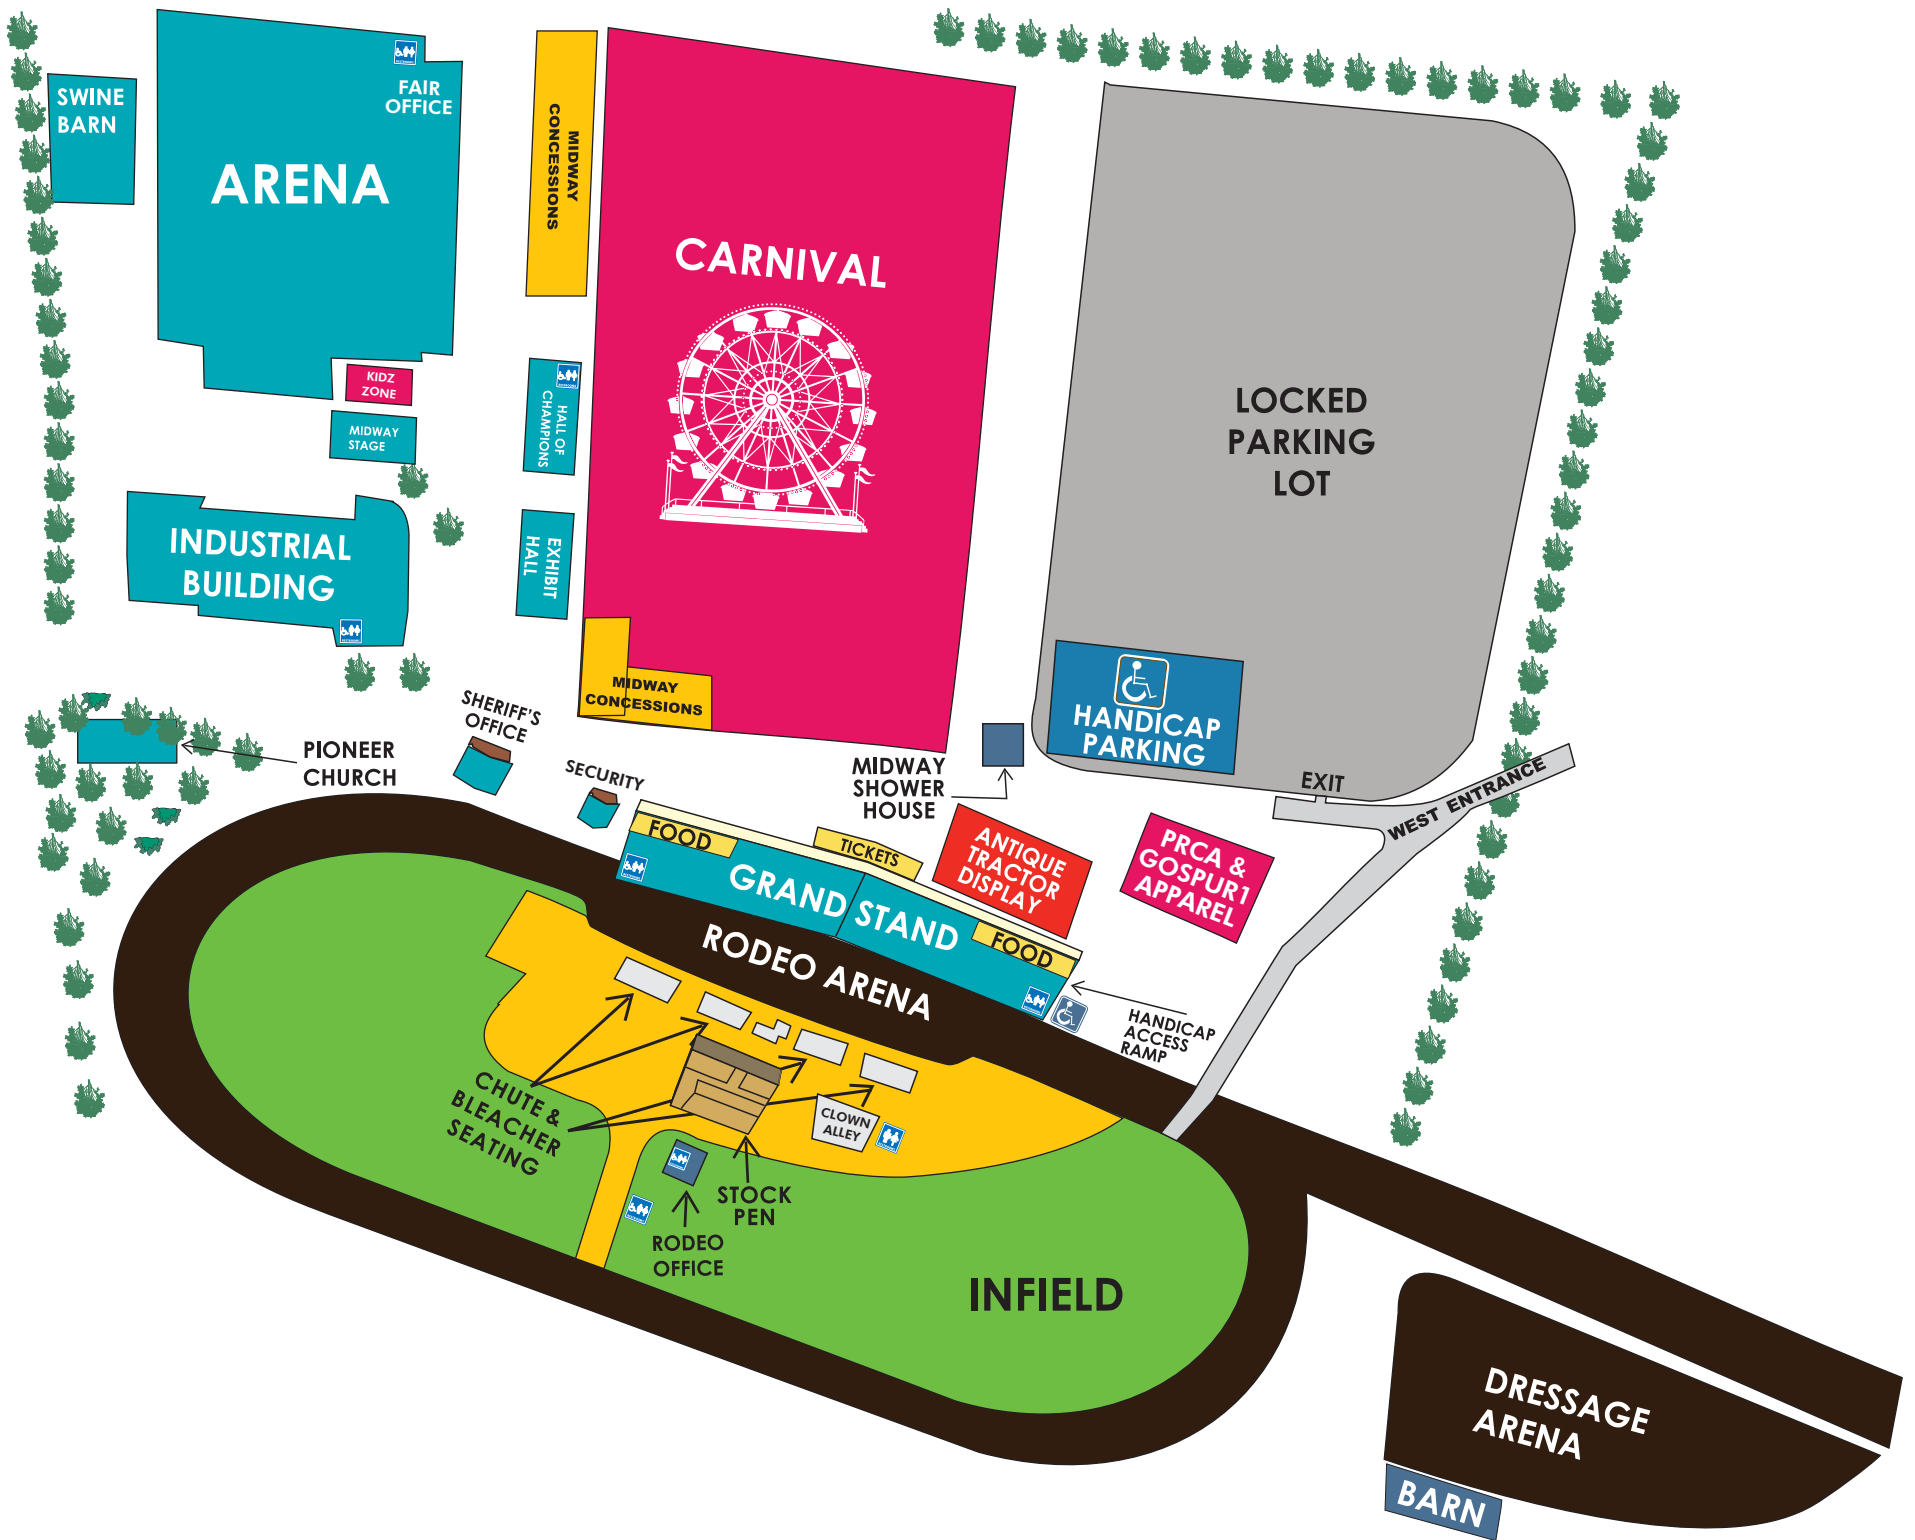 SWINE
BARN
FAIR
OFFICE
ARENA
MIDWAY
CONCESSIONS
CARNIVAL
KIDZ
ZONE
MIDWAY
STAGE
HALL OF
CHAMPIONS
LOCKED
PARKING
LOT
INDUSTRIAL
BUILDING
EXHIBIT
HALL
MIDWAY
CONCESSIONS
HANDICAP
PARKING
SHERIFF'S
OFFICE
PIONEER
CHURCH
SECURITY
MIDWAY
SHOWER
HOUSE
EXIT
WEST ENTRANCE
FOOD
TICKETS
ANTIQUE
TRACTOR
DISPLAY
PRCA &
GOSPUR1
APPAREL
GRAND STAND
FOOD
RODEO ARENA
HANDICAP
ACCESS
RAMP
CHUTE &
BLEACHER
SEATING
CLOWN
ALLEY
STOCK
PEN
RODEO
OFFICE
INFIELD
DRESSAGE
ARENA
BARN